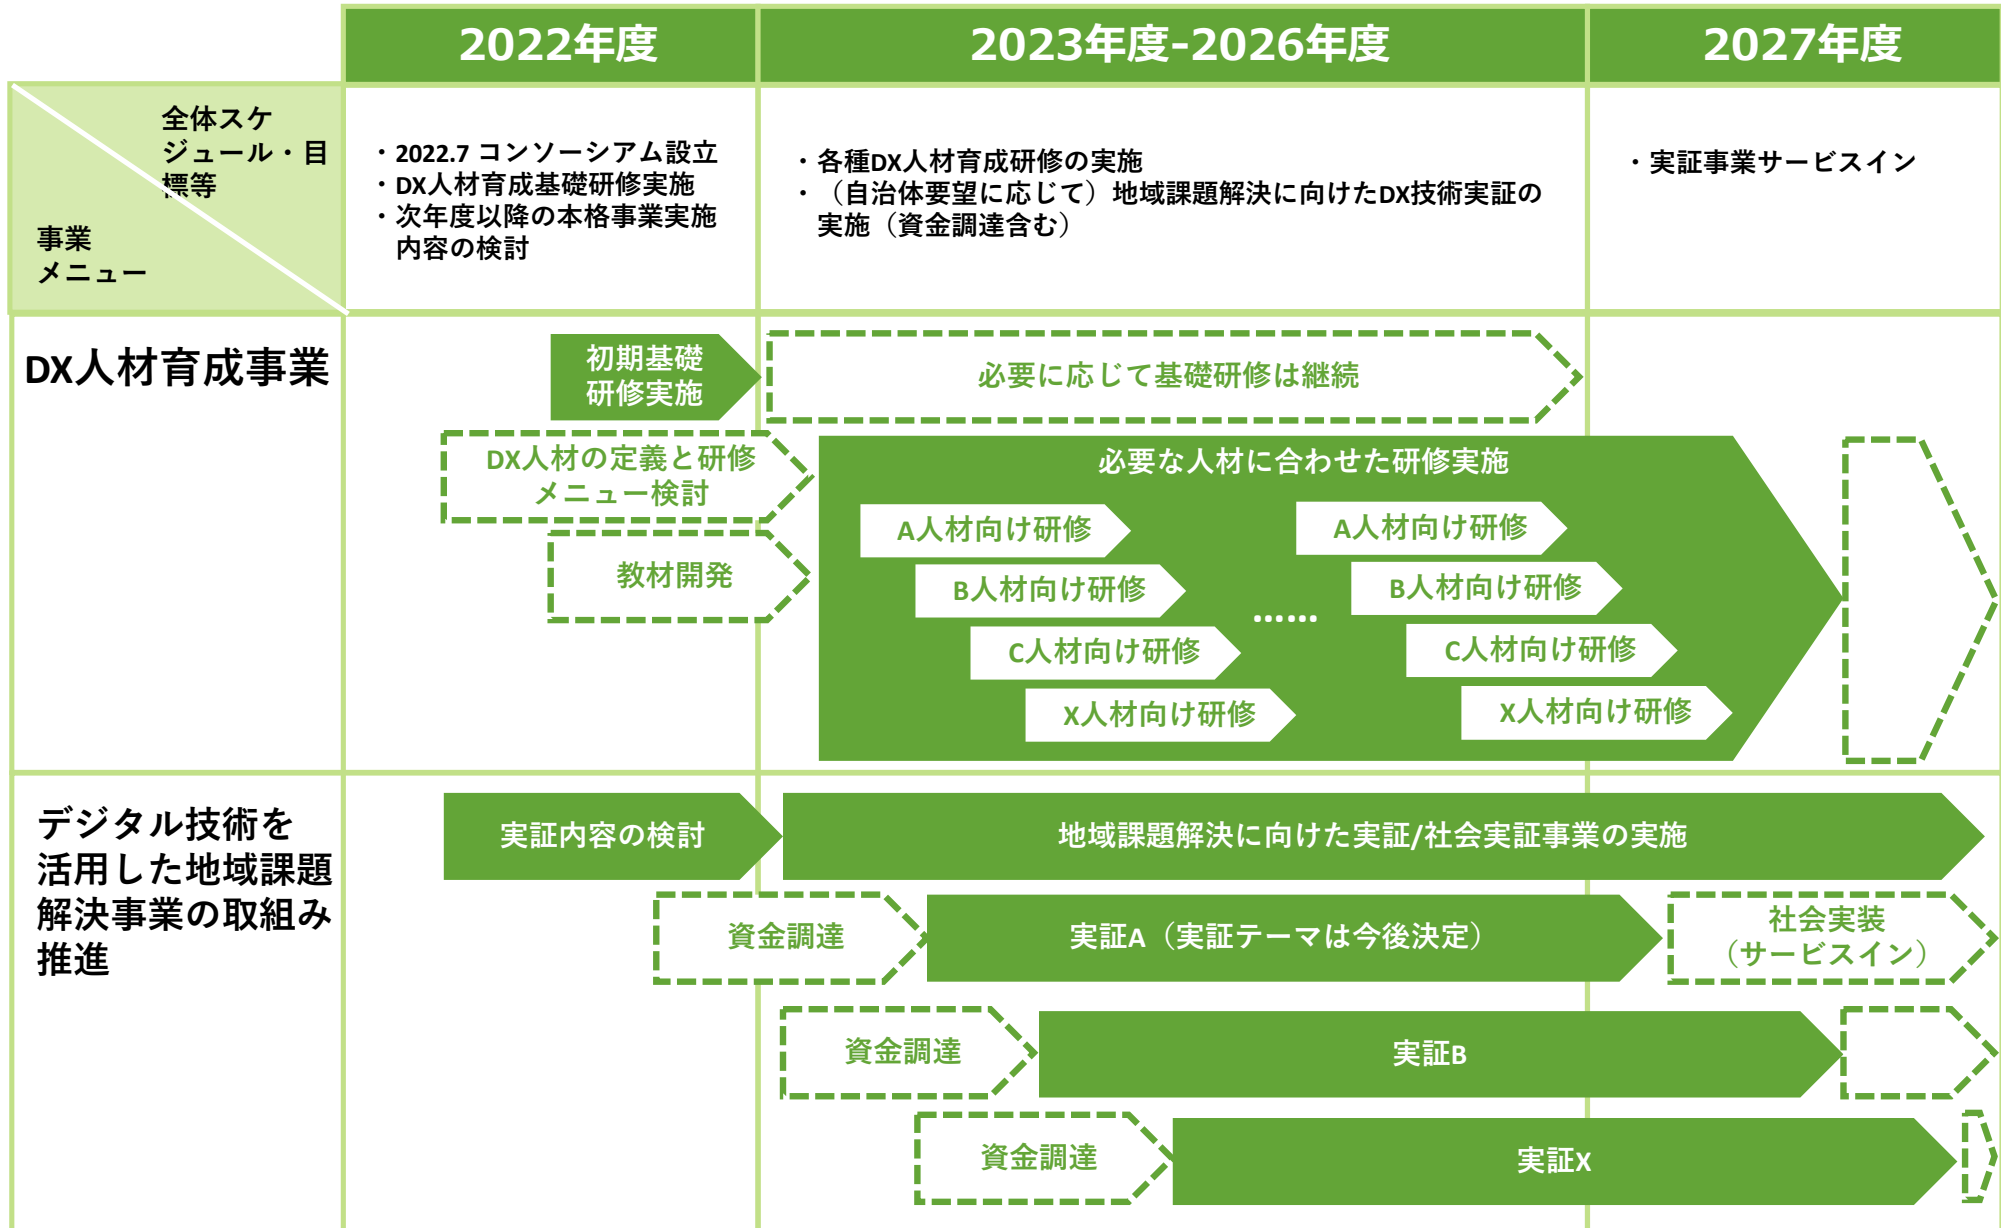 2022年度
2023年度-2026年度
2027年度
全体スケ
ジュール・目
標等
事業
メニュー
・2022.7 コンソーシアム設立
・DX人材育成基礎研修実施
・次年度以降の本格事業実施
内容の検討
・各種DX人材育成研修の実施
・（自治体要望に応じて）地域課題解決に向けたDX技術実証の
実施（資金調達含む）
・実証事業サービスイン
DX人材育成事業
初期基礎
研修実施
必要に応じて基礎研修は継続
DX人材の定義と研修
メニュー検討
教材開発
必要な人材に合わせた研修実施
A人材向け研修
B人材向け研修
C人材向け研修
X人材向け研修
……
A人材向け研修
B人材向け研修
C人材向け研修
X人材向け研修
デジタル技術を
活用した地域課題
解決事業の取組み
推進
実証内容の検討
地域課題解決に向けた実証/社会実証事業の実施
資金調達
実証A（実証テーマは今後決定）
社会実装
（サービスイン）
資金調達
実証B
資金調達
実証X